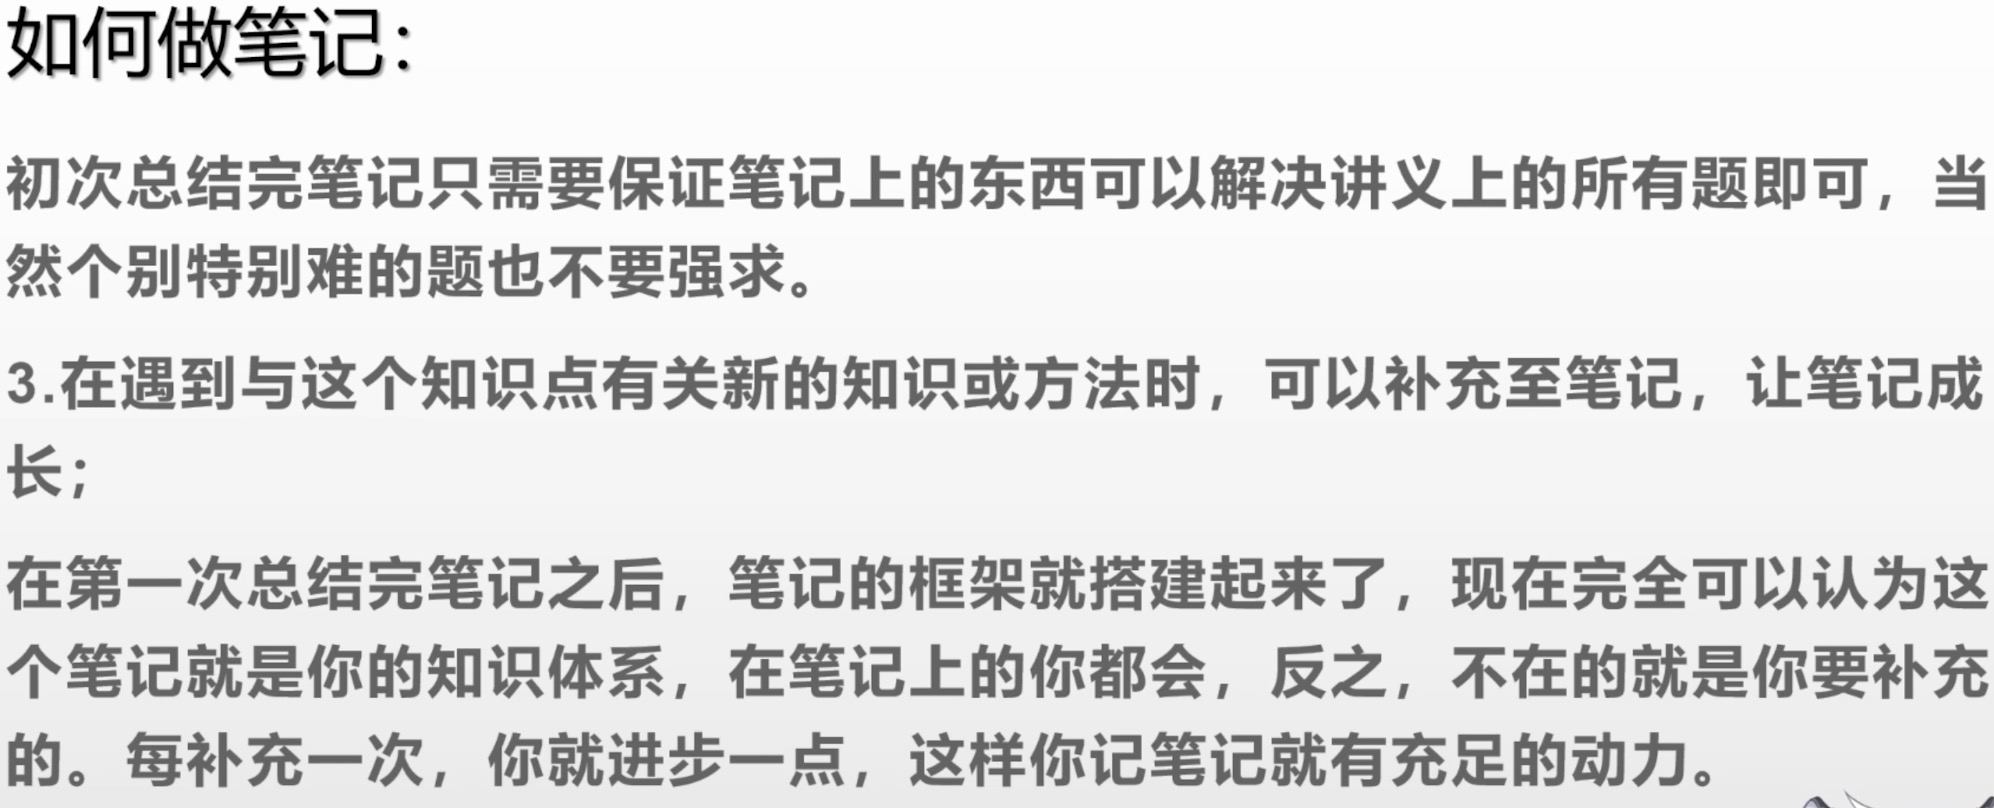 如何做笔记：
初次总结完笔记只需要保证笔记上的东西可以解决讲义上的所有题即可，当
然个别特别难的题也不要强求。
3.在遇到与这个知识点有关新的知识或方法时，可以补充至笔记，让笔记成
长；
在第一次总结完笔记之后，笔记的框架就搭建起来了，现在完全可以认为这
个笔记就是你的知识体系，在笔记上的你都会，反之，不在的就是你要补充
的。每补充一次，你就进步一点，这样你记笔记就有充足的动力。